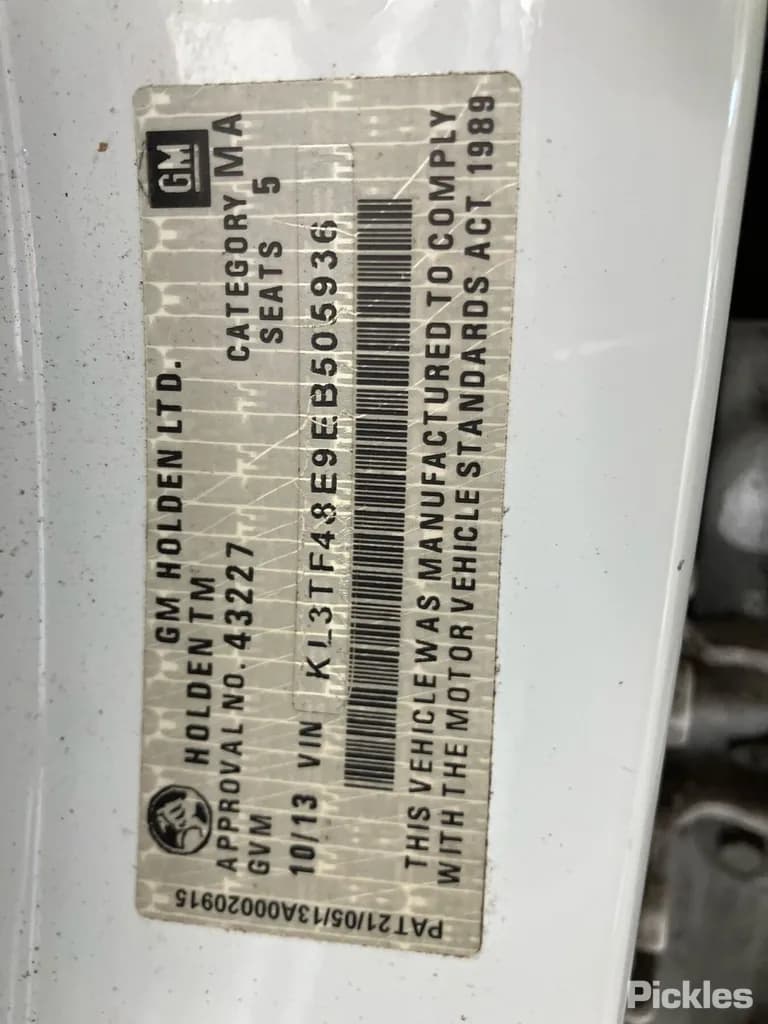 GM
GM HOLDEN LTD.
HOLDEN TM
CATEGORY MA
APPROVAL NO. 43227
SEATS 5
GVM
10/13 VIN KL3TF48E9EB505936
THIS VEHICLE WAS MANUFACTURED TO COMPLY
WITH THE MOTOR VEHICLE STANDARDS ACT 1989
PAT21/05/13A00020915
Pickles